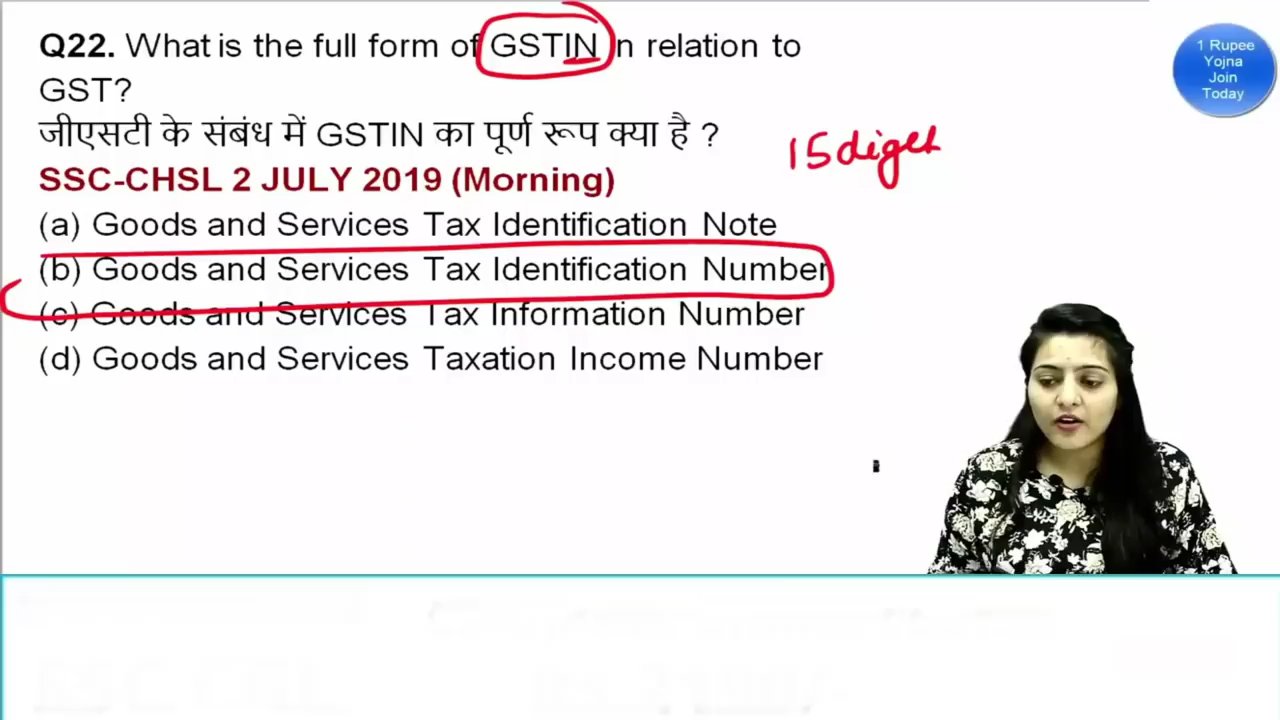 Q22. What is the full form of GSTIN in relation to
GST?
जीएसटी के संबंध में GSTIN का पूर्ण रूप क्या है ?
SSC-CHSL 2 JULY 2019 (Morning)
(a) Goods and Services Tax Identification Note
(b) Goods and Services Tax Identification Number
(c) Goods and Services Tax Information Number
(d) Goods and Services Taxation Income Number
15 diget
1 Rupee
Yojna
Join
Today